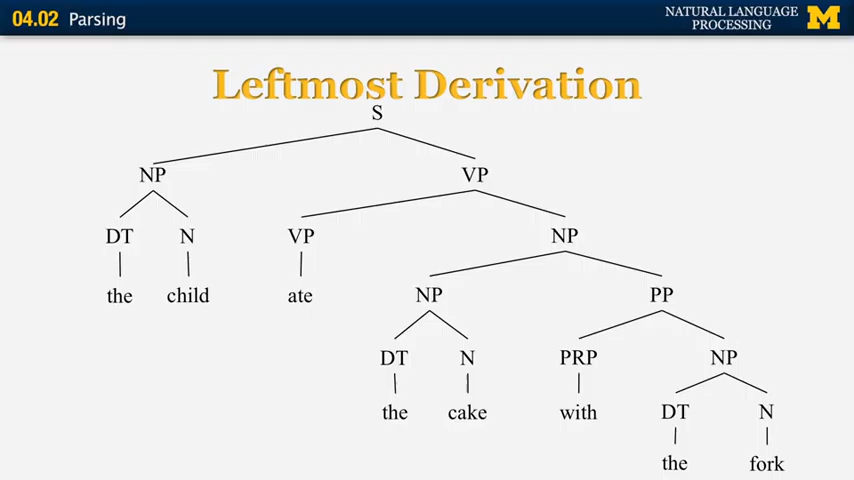 04.02 Parsing
NATURAL LANGUAGE
PROCESSING
M
Leftmost Derivation
S
NP VP
DT N VP NP
the child ate NP PP
DT N PRP NP
the cake with DT N
the fork